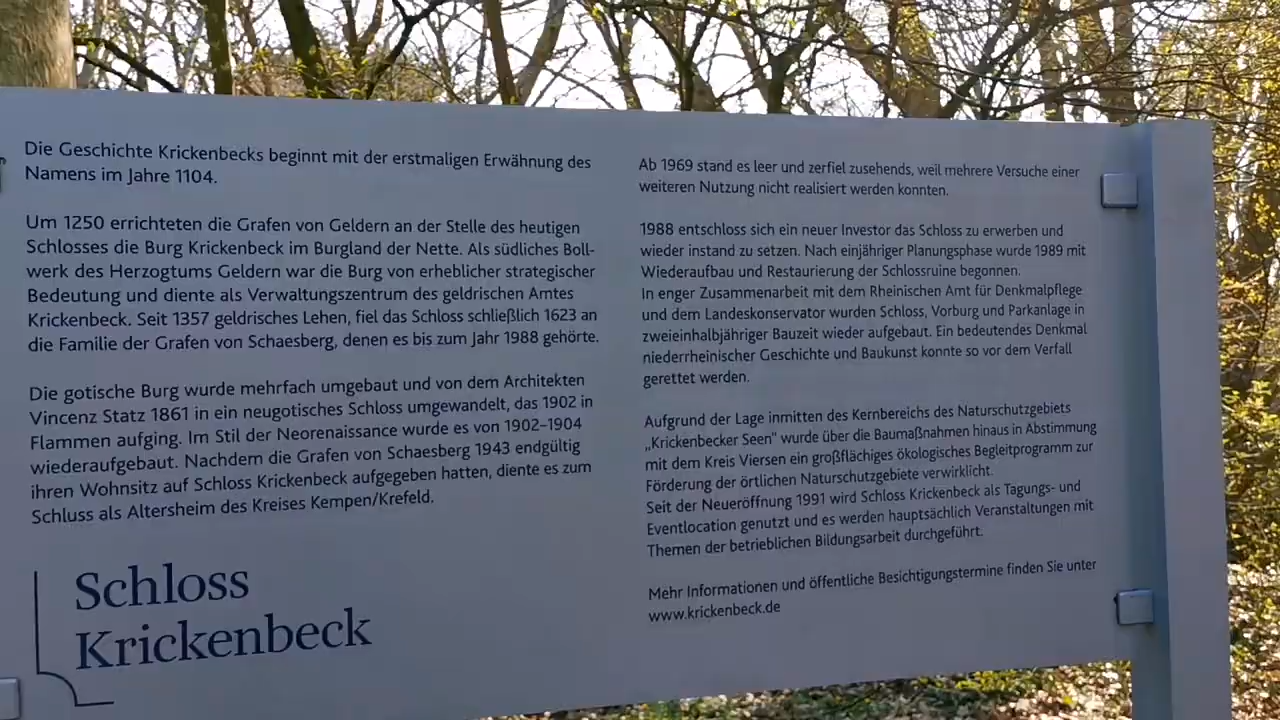 Die Geschichte Krickenbecks beginnt mit der erstmaligen Erwähnung des
Namens im Jahre 1104.
Um 1250 errichteten die Grafen von Geldern an der Stelle des heutigen
Schlosses die Burg Krickenbeck im Burgland der Nette. Als südliches Boll-
werk des Herzogtums Geldern war die Burg von erheblicher strategischer
Bedeutung und diente als Verwaltungszentrum des geldrischen Amtes
Krickenbeck. Seit 1357 geldrisches Lehen, fiel das Schloss schließlich 1623 an
die Familie der Grafen von Schaesberg, denen es bis zum Jahr 1988 gehörte.
Die gotische Burg wurde mehrfach umgebaut und von dem Architekten
Vincenz Statz 1861 in ein neugotisches Schloss umgewandelt, das 1902 in
Flammen aufging. Im Stil der Neorenaissance wurde es von 1902–1904
wiederaufgebaut. Nachdem die Grafen von Schaesberg 1943 endgültig
ihren Wohnsitz auf Schloss Krickenbeck aufgegeben hatten, diente es zum
Schluss als Altersheim des Kreises Kempen/Krefeld.
Schloss
Krickenbeck
Ab 1969 stand es leer und zerfiel zusehends, weil mehrere Versuche einer
weiteren Nutzung nicht realisiert werden konnten.
1988 entschloss sich ein neuer Investor das Schloss zu erwerben und
wieder instand zu setzen. Nach einjähriger Planungsphase wurde 1989 mit
Wiederaufbau und Restaurierung der Schlossruine begonnen.
In enger Zusammenarbeit mit dem Rheinischen Amt für Denkmalpflege
und dem Landeskonservator wurden Schloss, Vorburg und Parkanlage in
zweieinhalbjähriger Bauzeit wieder aufgebaut. Ein bedeutendes Denkmal
niederrheinischer Geschichte und Baukunst konnte so vor dem Verfall
gerettet werden.
Aufgrund der Lage inmitten des Kernbereichs des Naturschutzgebiets
„Krickenbecker Seen" wurde über die Baumaßnahmen hinaus in Abstimmung
mit dem Kreis Viersen ein großflächiges ökologisches Begleitprogramm zur
Förderung der örtlichen Naturschutzgebiete verwirklicht.
Seit der Neueröffnung 1991 wird Schloss Krickenbeck als Tagungs- und
Eventlocation genutzt und es werden hauptsächlich Veranstaltungen mit
Themen der betrieblichen Bildungsarbeit durchgeführt.
Mehr Informationen und öffentliche Besichtigungstermine finden Sie unter
www.krickenbeck.de